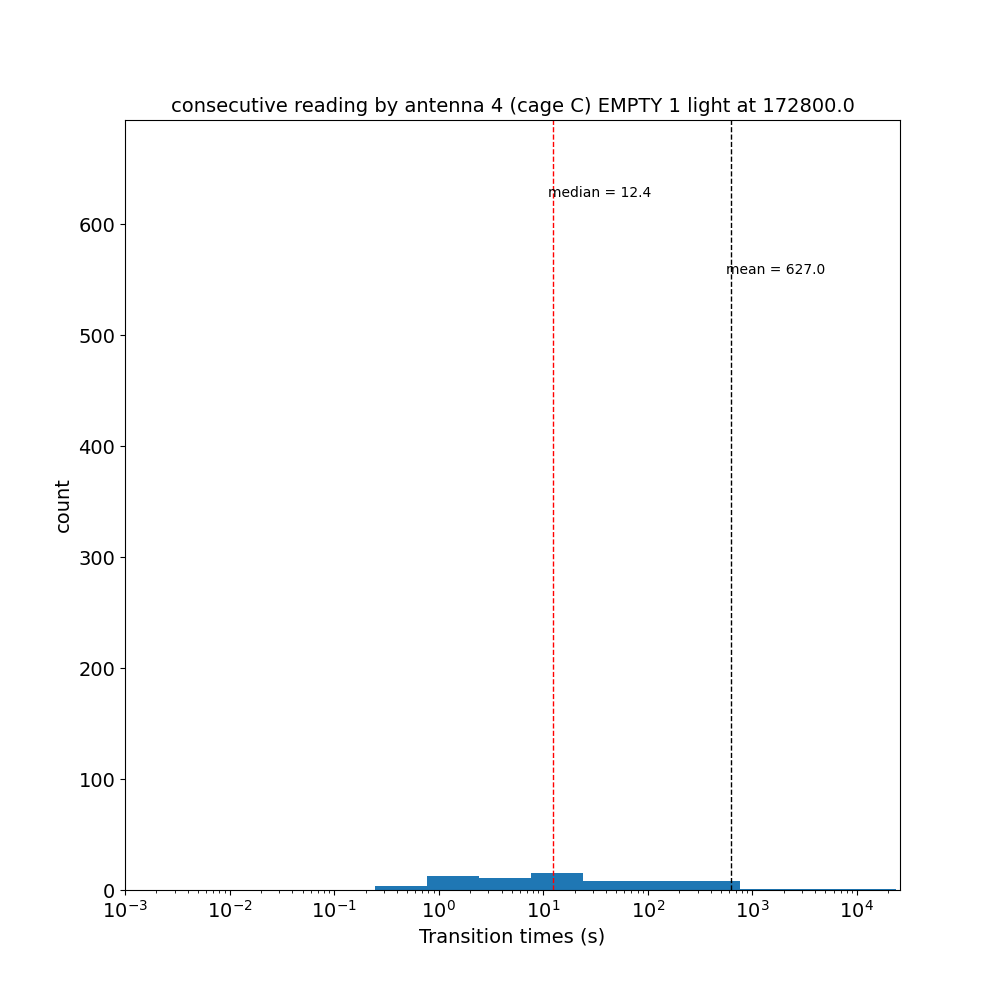 consecutive reading by antenna 4 (cage C) EMPTY 1 light at 172800.0
median = 12.4
mean = 627.0
600
500
400
300
200
100
0
count
10⁻³ 10⁻² 10⁻¹ 10⁰ 10¹ 10² 10³ 10⁴
Transition times (s)